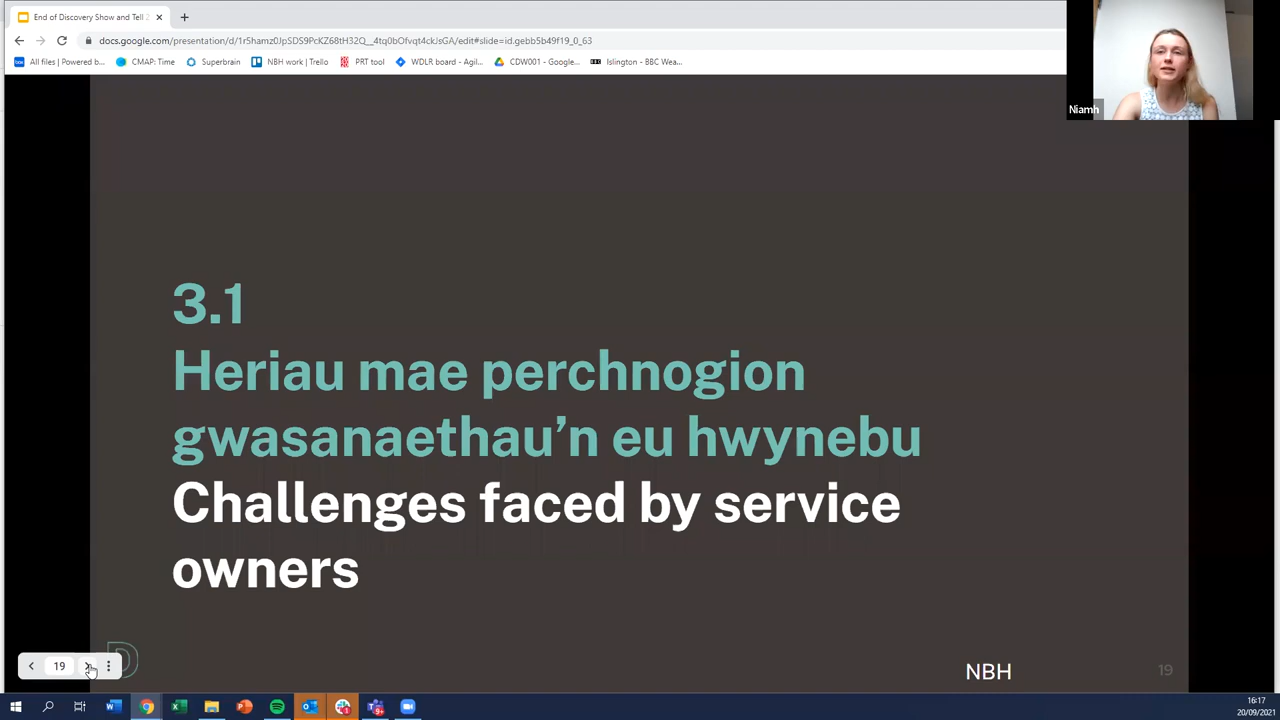 End of Discovery Show and Tell 2
docs.google.com/presentation/d/1rShamz0JpSDS9PcKZ68tH32Q__4tq0bOfvqt4ckJsGA/edit#slide=id.gebb5b49f19_0_63
All files | Powered b...
CMAP: Time
Superbrain
NBH work | Trello
PRT tool
WDLR board - Agil...
CDW001 - Google...
Islington - BBC Wea...
Niamh
3.1
Heriau mae perchnogion
gwasanaethau’n eu hwynebu
Challenges faced by service
owners
D
19
NBH
19
16:17
20/09/2021